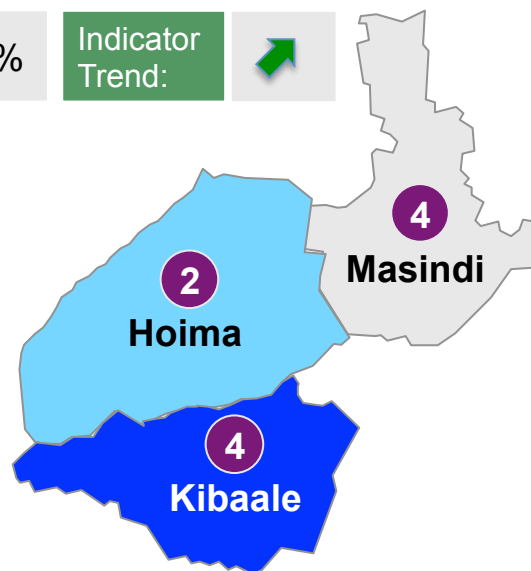 %
Indicator
Trend:
4
Masindi
2
Hoima
4
Kibaale